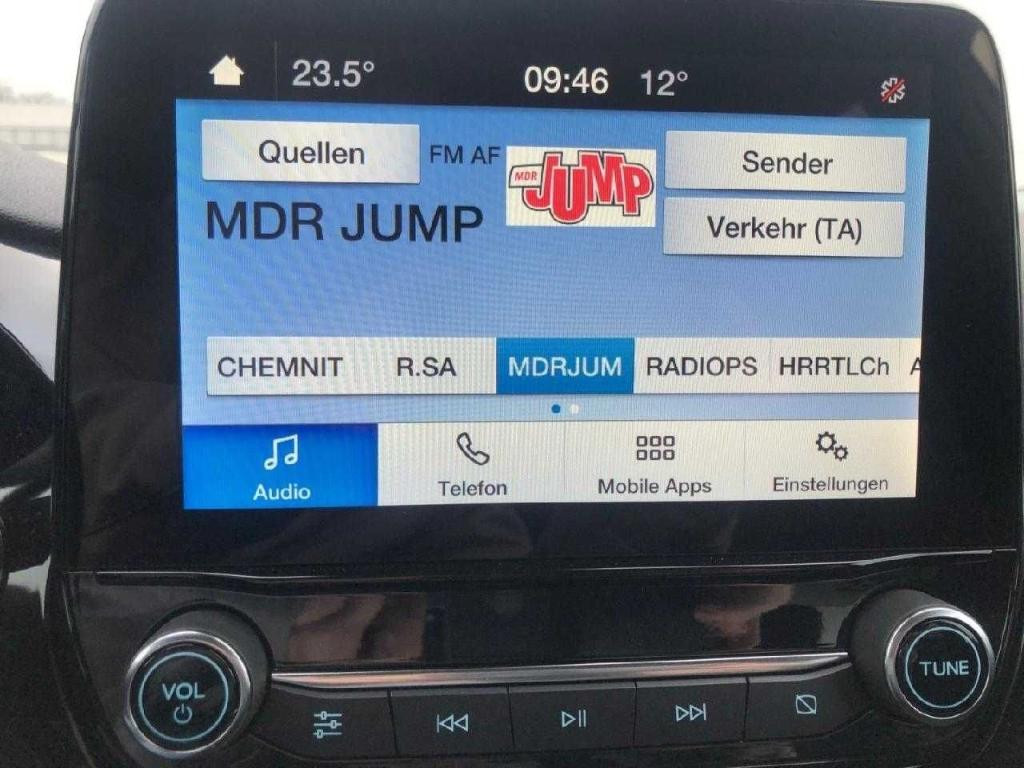 23.5° 09:46 12°
Quellen FM AF MDR JUMP Sender
MDR JUMP Verkehr (TA)
CHEMNIT R.SA MDRJUM RADIOPS HRRTLCh A
Audio Telefon Mobile Apps Einstellungen
VOL TUNE